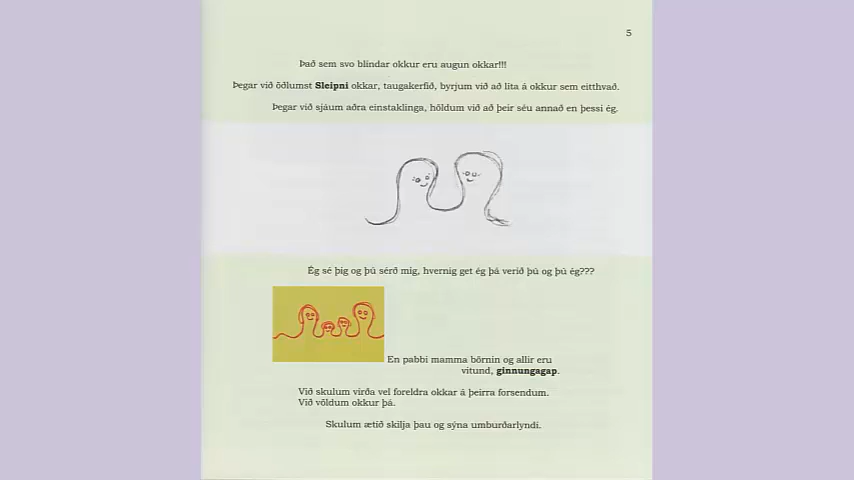 5
Það sem svo blindar okkur eru augun okkar!!!
Þegar við öðlumst Sleipni okkar, taugakerfið, byrjum við að líta á okkur sem eitthvað.
Þegar við sjáum aðra einstaklinga, höldum við að þeir séu annað en þessi ég.
Ég sé þig og þú sérð mig, hvernig get ég þá verið þú og þú ég???
En pabbi mamma börnin og allir eru
vitund, ginnungagap.
Við skulum virða vel foreldra okkar á þeirra forsendum.
Við völdum okkur þá.
Skulum ætíð skilja þau og sýna umburðarlyndi.